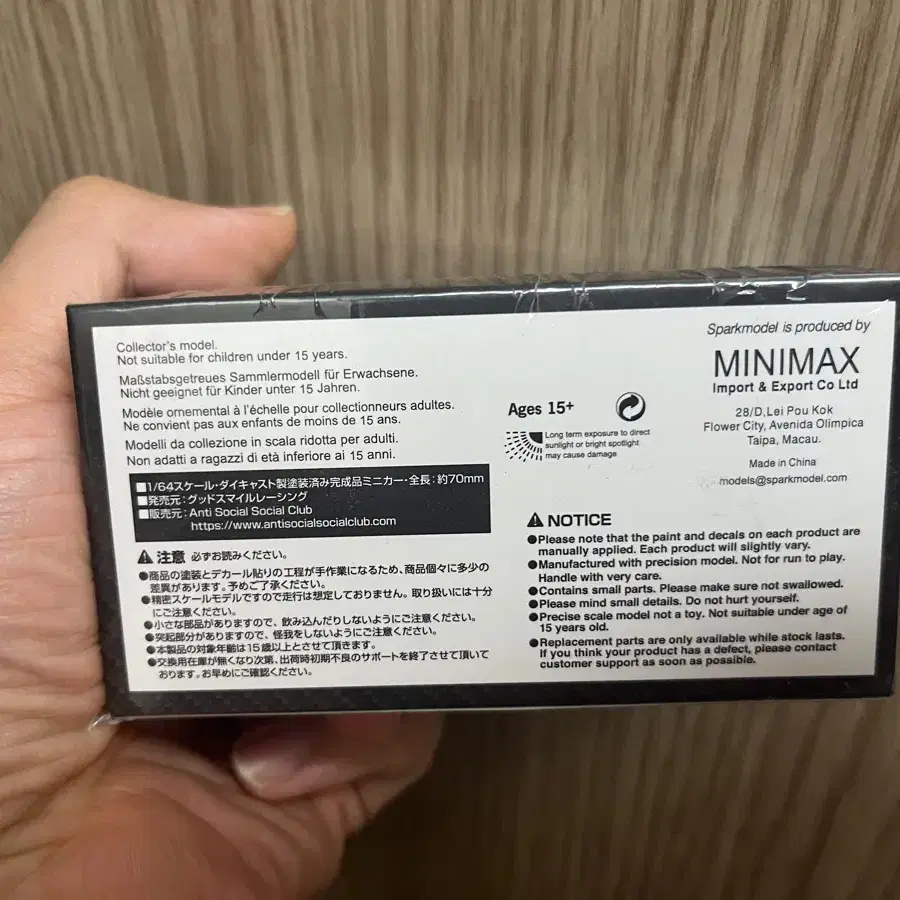 Collector's model.
Not suitable for children under 15 years.
Maßstabsgetreues Sammlermodell für Erwachsene.
Nicht geeignet für Kinder unter 15 Jahren.
Modèle ornemental à l'échelle pour collectionneurs adultes.
Ne convient pas aux enfants de moins de 15 ans.
Modelli da collezione in scala ridotta per adulti.
Non adatti a ragazzi di età inferiore ai 15 anni.
■1/64スケール・ダイキャスト製塗装済み完成品ミニカー・全長：約70mm
■発売元：グッドスマイルレーシング
■販売元：Anti Social Social Club
https://www.antisocialsocialclub.com
注意 必ずお読みください。
●商品の塗装とデカール貼りの工程が手作業になるため、商品個々に多少の
差異があります。予めご了承ください。
●精密スケールモデルですので走行は想定しておりません。取り扱いには十分
にご注意ください。
●小さな部品がありますので、飲み込んだりしないようにご注意ください。
●突起部分がありますので、怪我をしないようにご注意ください。
●本製品の対象年齢は15歳以上とさせて頂きます。
●交換用在庫が無くなり次第、出荷時初期不良のサポートを終了させて頂いて
おります。お早めにご確認ください。
Ages 15+
Long term exposure to direct
sunlight or bright spotlight
may cause damage
Sparkmodel is produced by
MINIMAX
Import & Export Co Ltd
28/D,Lei Pou Kok
Flower City, Avenida Olimpica
Taipa, Macau.
Made in China
models@sparkmodel.com
NOTICE
●Please note that the paint and decals on each product are
manually applied. Each product will slightly vary.
●Manufactured with precision model. Not for run to play.
Handle with very care.
●Contains small parts. Please make sure not swallowed.
●Please mind small details. Do not hurt yourself.
●Precise scale model not a toy. Not suitable under age of
15 years old.
●Replacement parts are only available while stock lasts.
If you think your product has a defect, please contact
customer support as soon as possible.